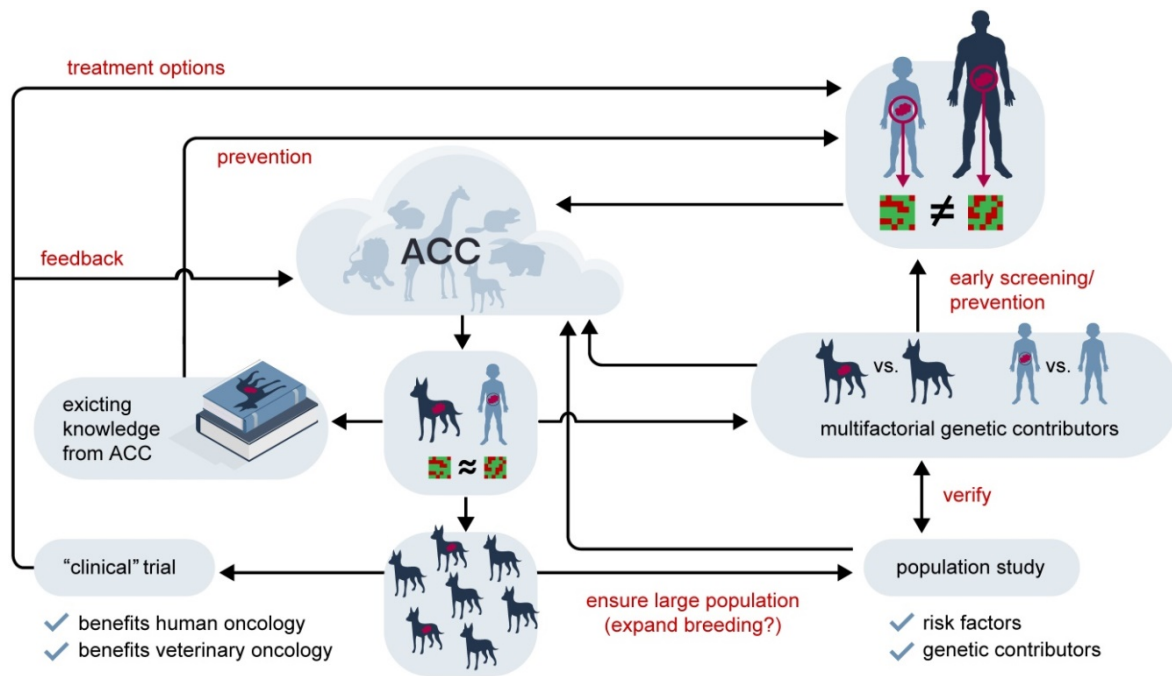 treatment options
prevention
ACC
≠
feedback
early screening/
prevention
vs.
vs.
multifactorial genetic contributors
exicting
knowledge
from ACC
≈
verify
"clinical" trial
population study
ensure large population
(expand breeding?)
benefits human oncology
benefits veterinary oncology
risk factors
genetic contributors